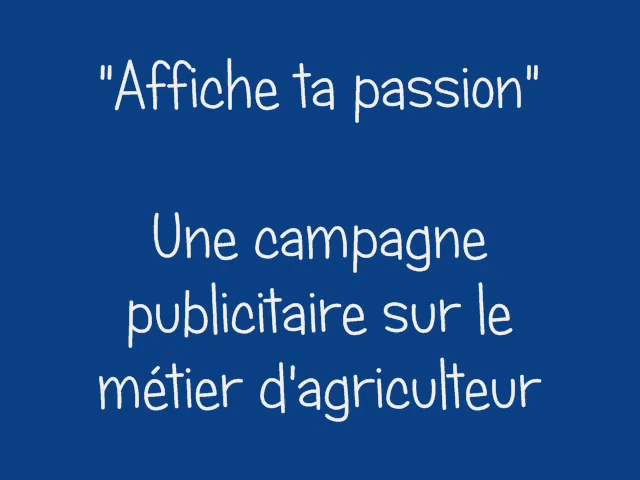 "Affiche ta passion"
Une campagne
publicitaire sur le
métier d'agriculteur